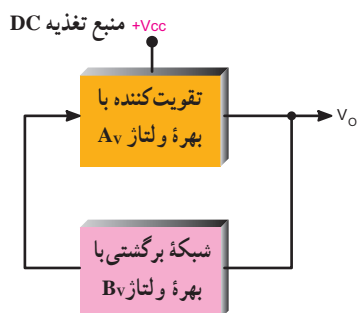 منبع تغذیه DC +Vcc
تقویت‌کننده با
بهرهٔ ولتاژ Av
Vo
شبکهٔ برگشتی با
بهرهٔ ولتاژ Bv